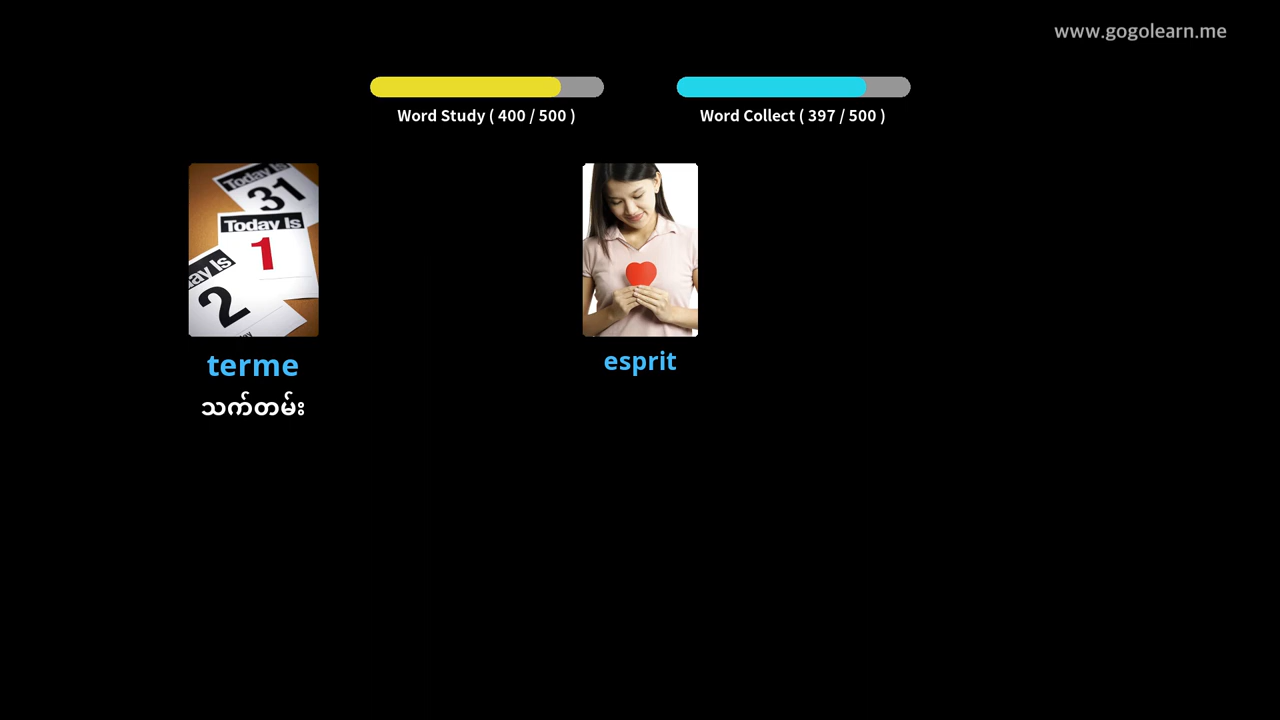 www.gogolearn.me
Word Study ( 400 / 500 )
Word Collect ( 397 / 500 )
Today Is
31
Today Is
1
ay Is
2
terme
esprit
သက်တမ်း